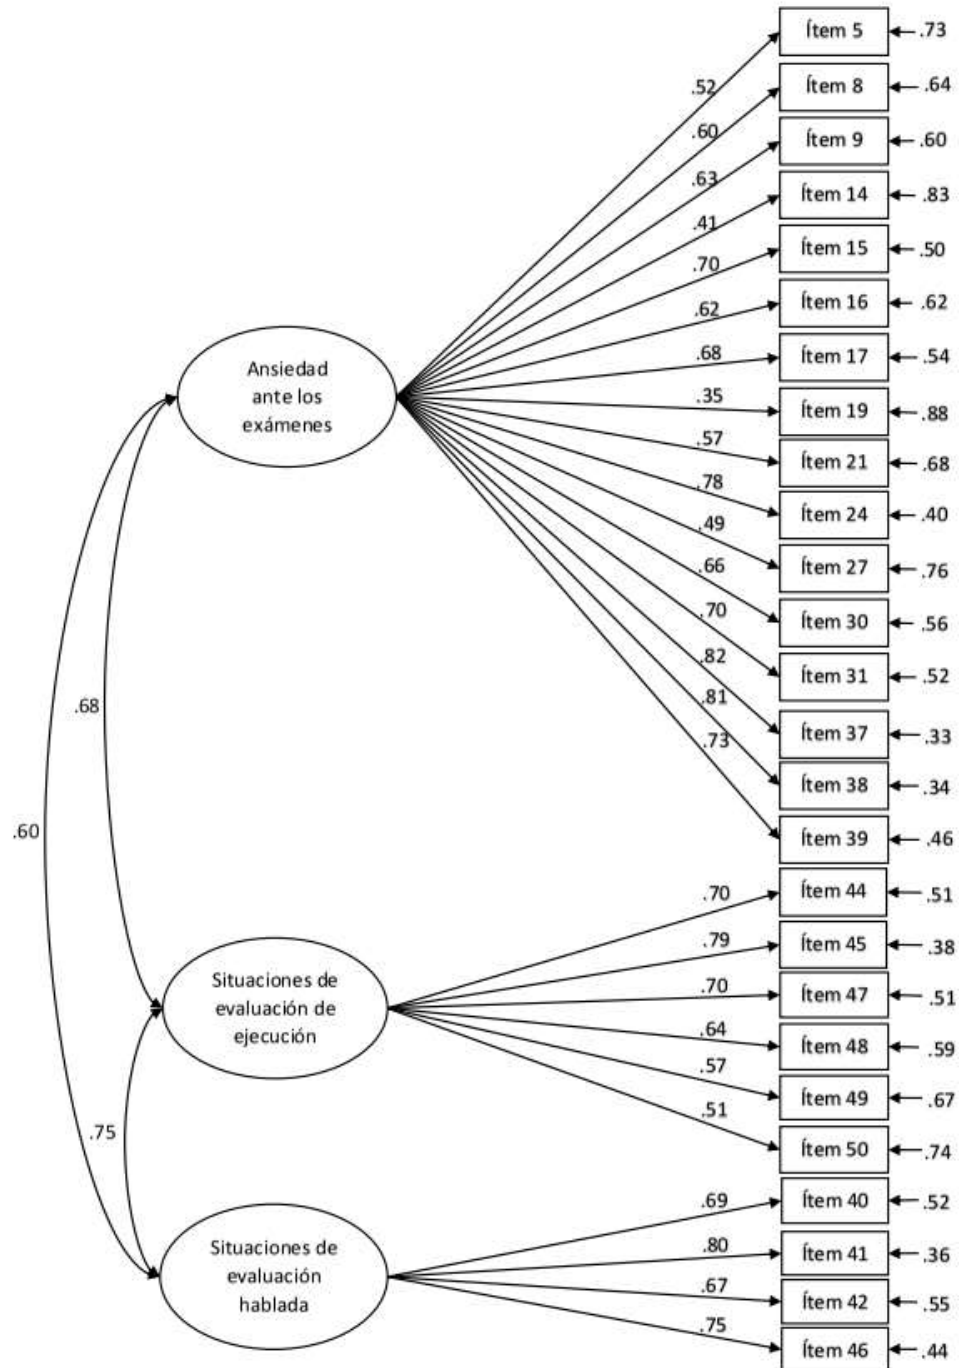 Ítem 5
.73
.52
Ítem 8
.64
.60
Ítem 9
.60
.63
Ítem 14
.83
.41
Ítem 15
.50
.70
Ítem 16
.62
.62
Ítem 17
.54
.68
Ítem 19
.88
.35
Ítem 21
.68
.57
Ítem 24
.40
.78
Ítem 27
.76
.49
Ítem 30
.56
.66
Ítem 31
.52
.70
Ítem 37
.33
.82
Ítem 38
.34
.81
Ítem 39
.46
.73
Ansiedad
ante los
exámenes
.68
.60
Situaciones de
evaluación de
ejecución
.70
Ítem 44
.51
.79
Ítem 45
.38
.70
Ítem 47
.51
.64
Ítem 48
.59
.57
Ítem 49
.67
.51
Ítem 50
.74
.75
Situaciones de
evaluación
hablada
.69
Ítem 40
.52
.80
Ítem 41
.36
.67
Ítem 42
.55
.75
Ítem 46
.44